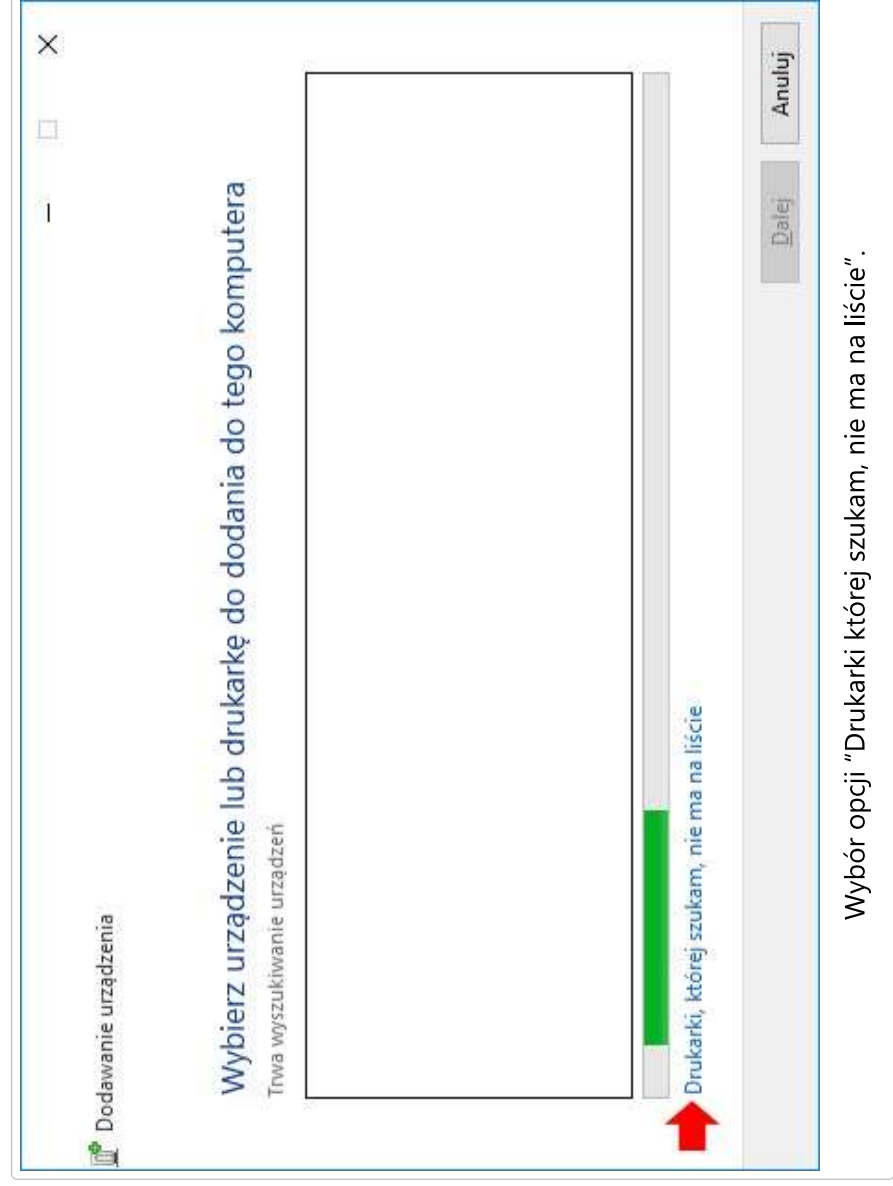 Dodawanie urządzenia
Wybierz urządzenie lub drukarkę do dodania do tego komputera
Trwa wyszukiwanie urządzeń
Drukarki, której szukam, nie ma na liście
Dalej
Anuluj
Wybór opcji "Drukarki której szukam, nie ma na liście".